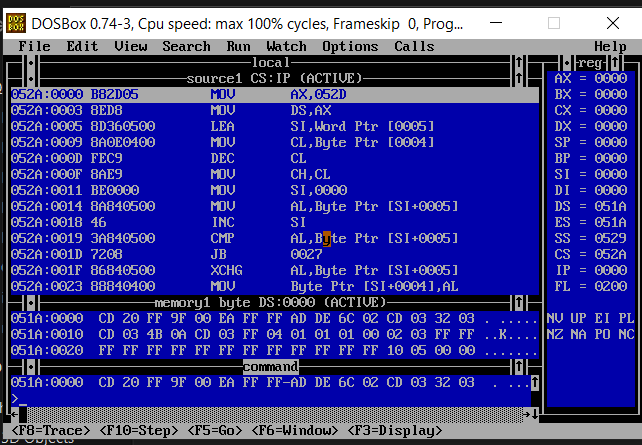 DOSBox 0.74-3, Cpu speed: max 100% cycles, Frameskip 0, Prog...
File Edit View Search Run Watch Options Calls Help
local
reg
source1 CS:IP (ACTIVE)
052A:0000 B82D05 MOV AX,052D
052A:0003 8ED8 MOV DS,AX
052A:0005 8D360500 LEA SI,Word Ptr [0005]
052A:0009 8A0E0400 MOV CL,Byte Ptr [0004]
052A:000D FEC9 DEC CL
052A:000F 8AE9 MOV CH,CL
052A:0011 BE0000 MOV SI,0000
052A:0014 8A840500 MOV AL,Byte Ptr [SI+0005]
052A:0018 46 INC SI
052A:0019 3A840500 CMP AL,Byte Ptr [SI+0005]
052A:001D 7208 JB 0027
052A:001F 86840500 XCHG AL,Byte Ptr [SI+0005]
052A:0023 88840400 MOV Byte Ptr [SI+0004],AL
AX = 0000
BX = 0000
CX = 0000
DX = 0000
SP = 0000
BP = 0000
SI = 0000
DI = 0000
DS = 051A
ES = 051A
SS = 0529
CS = 052A
IP = 0000
FL = 0200
NV UP EI PL
NZ NA PO NC
memory1 byte DS:0000 (ACTIVE)
051A:0000 CD 20 FF 9F 00 EA FF FF AD DE 6C 02 CD 03 32 03 . .......
051A:0010 CD 03 4B 0A CD 03 FF 04 01 01 01 00 02 03 FF FF ..K....
051A:0020 FF FF FF FF FF FF FF FF FF FF FF FF 10 05 00 00 .......
command
051A:0000 CD 20 FF 9F 00 EA FF FF-AD DE 6C 02 CD 03 32 03 .
>_
<F8=Trace> <F10=Step> <F5=Go> <F6=Window> <F3=Display>
3D Objects